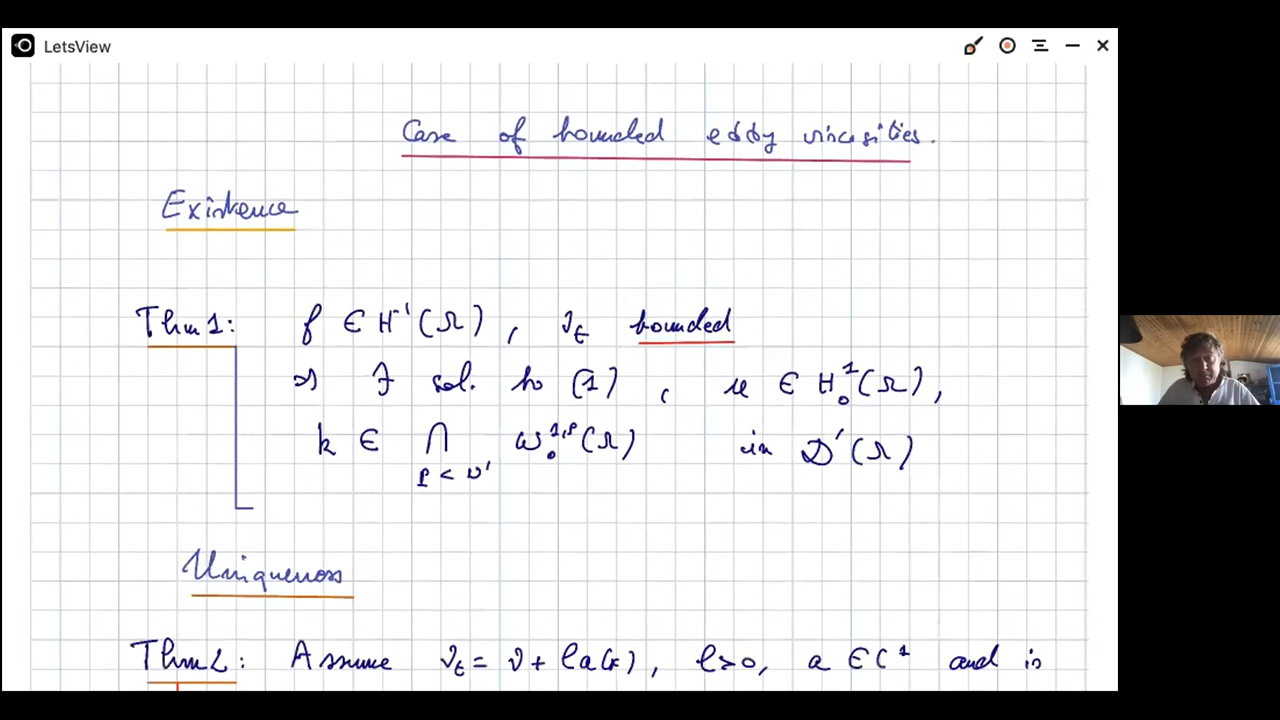 LetsView
Case of bounded eddy viscosities.
Existence
Thm 1: f ∈ H⁻¹(Ω), ν_t bounded
⇒ ∃ sol. to (1), u ∈ H¹₀(Ω),
k ∈ ⋂_{p < N'} W₀^{1,p}(Ω) in D'(Ω)
Uniqueness
Thm 2: Assume ν_t = ν + ℓa(k), ℓ>0, a ∈ C¹ and is